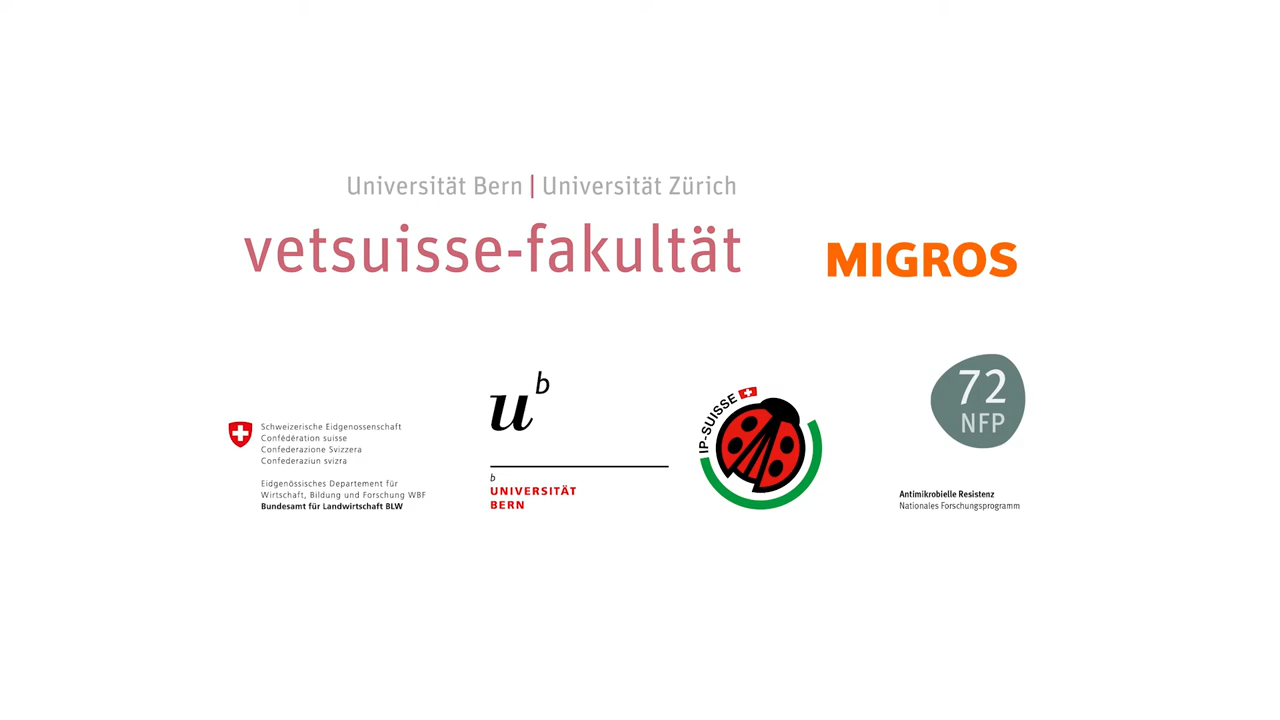 Universität Bern | Universität Zürich
vetsuisse-fakultät
MIGROS
Schweizerische Eidgenossenschaft
Confédération suisse
Confederazione Svizzera
Confederaziun svizra
Eidgenössisches Departement für
Wirtschaft, Bildung und Forschung WBF
Bundesamt für Landwirtschaft BLW
u b
b
UNIVERSITÄT
BERN
IP-SUISSE
72
NFP
Antimikrobielle Resistenz
Nationales Forschungsprogramm